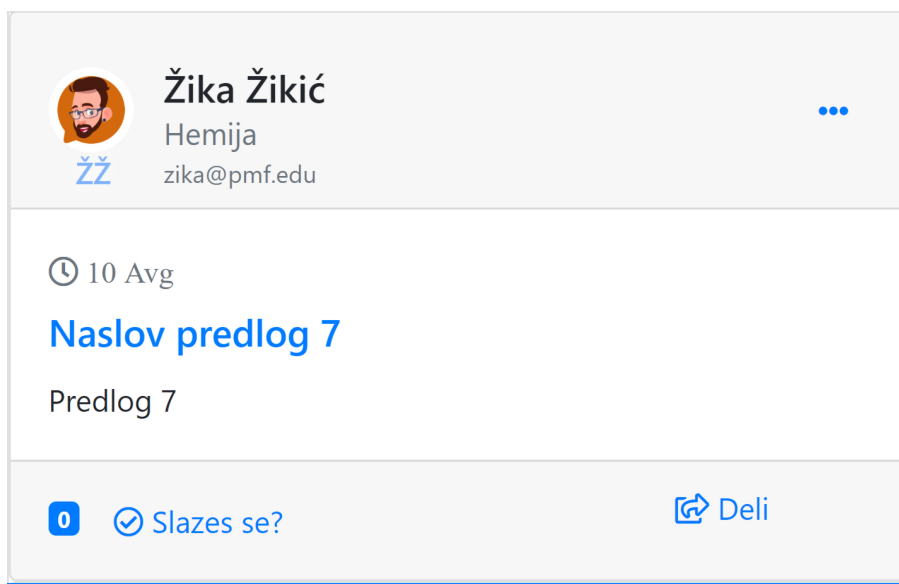 Žika Žikić
Hemija
ŽŽ
zika@pmf.edu
10 Avg
Naslov predlog 7
Predlog 7
0 Slazes se? Deli